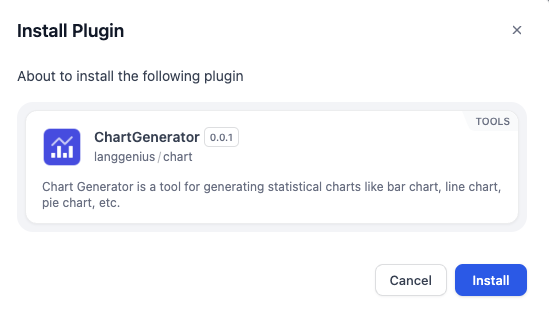 Install Plugin
About to install the following plugin
TOOLS
ChartGenerator 0.0.1
langgenius / chart
Chart Generator is a tool for generating statistical charts like bar chart, line chart,
pie chart, etc.
Cancel Install